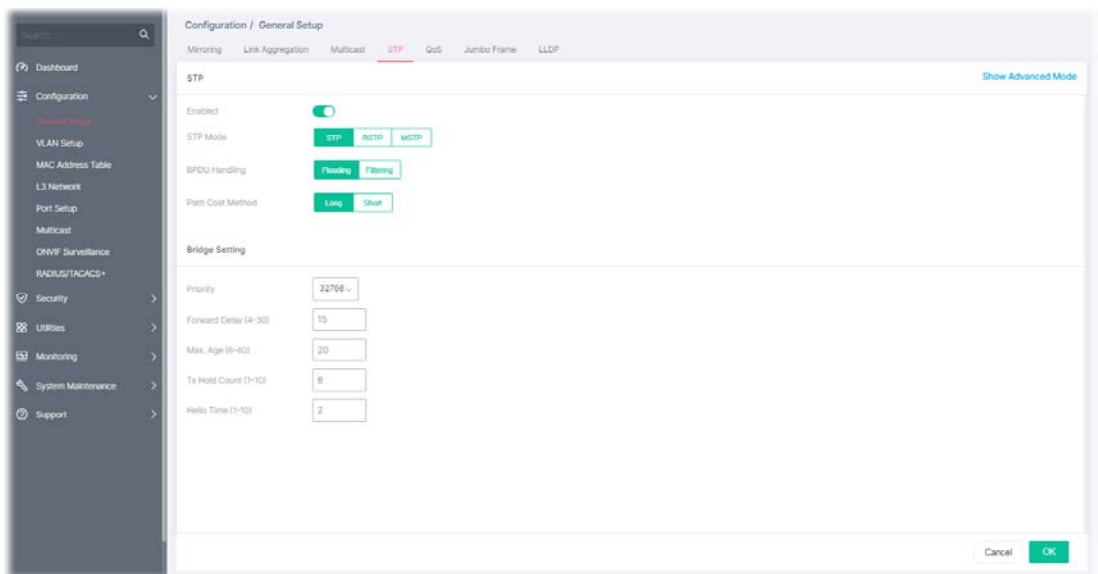 Search...
Configuration / General Setup
Mirroring Link Aggregation Multicast STP QoS Jumbo Frame LLDP
Dashboard
Configuration
General Setup
VLAN Setup
MAC Address Table
L3 Network
Port Setup
Multicast
ONVIF Surveillance
RADIUS/TACACS+
Security
Utilities
Monitoring
System Maintenance
Support
STP
Show Advanced Mode
Enabled
STP Mode
STP RSTP MSTP
BPDU Handling
Flooding Filtering
Path Cost Method
Long Short
Bridge Setting
Priority
32768
Forward Delay (4-30)
15
Max. Age (6-40)
20
Tx Hold Count (1-10)
6
Hello Time (1-10)
2
Cancel OK